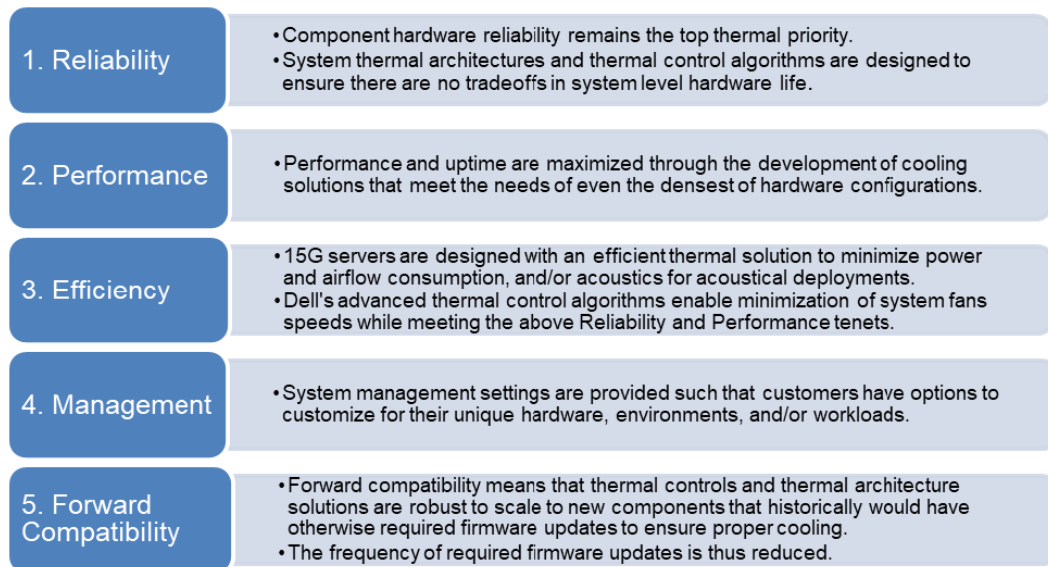 1. Reliability
•Component hardware reliability remains the top thermal priority.
•System thermal architectures and thermal control algorithms are designed to
ensure there are no tradeoffs in system level hardware life.
2. Performance
•Performance and uptime are maximized through the development of cooling
solutions that meet the needs of even the densest of hardware configurations.
3. Efficiency
•15G servers are designed with an efficient thermal solution to minimize power
and airflow consumption, and/or acoustics for acoustical deployments.
•Dell's advanced thermal control algorithms enable minimization of system fans
speeds while meeting the above Reliability and Performance tenets.
4. Management
•System management settings are provided such that customers have options to
customize for their unique hardware, environments, and/or workloads.
5. Forward
Compatibility
•Forward compatibility means that thermal controls and thermal architecture
solutions are robust to scale to new components that historically would have
otherwise required firmware updates to ensure proper cooling.
•The frequency of required firmware updates is thus reduced.